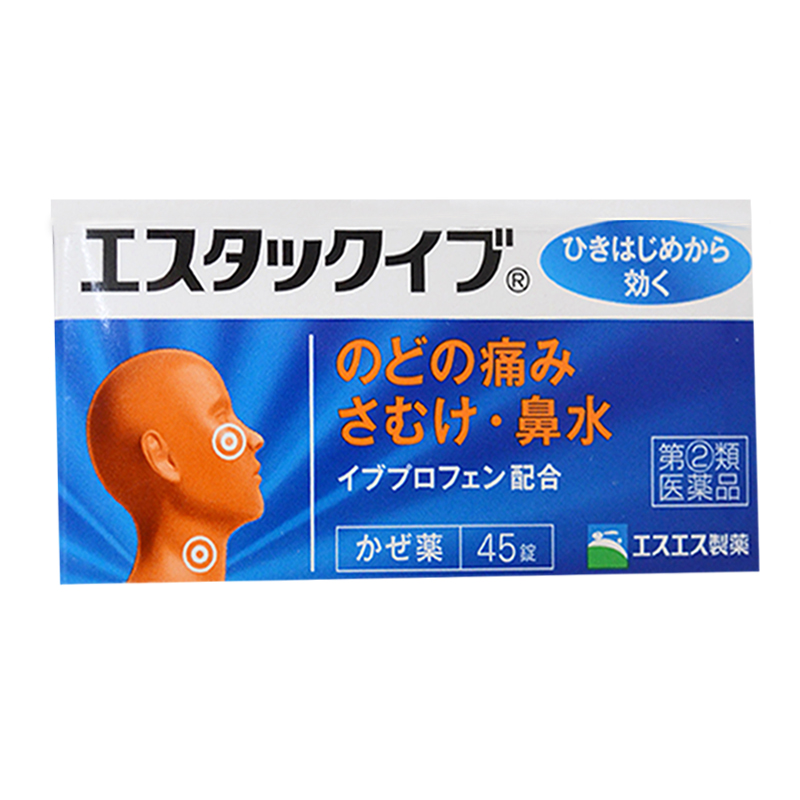 エスタックイブ®
ひきはじめから
効く
のどの痛み
さむけ・鼻水
イブプロフェン配合
かぜ薬 45錠
指②類
医薬品
エスエス製薬